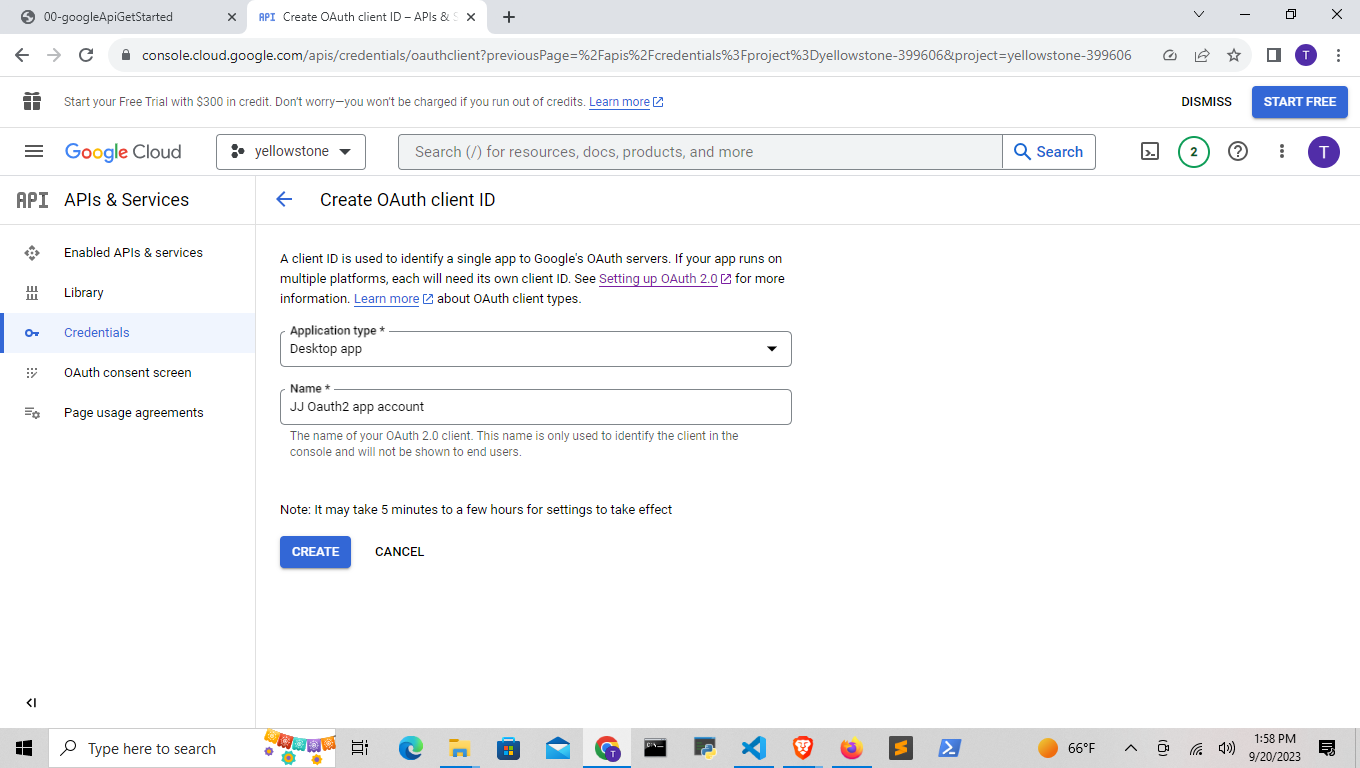 00-googleApiGetStarted
API Create OAuth client ID – APIs & S
console.cloud.google.com/apis/credentials/oauthclient?previousPage=%2Fapis%2Fcredentials%3Fproject%3Dyellowstone-399606&project=yellowstone-399606
T
Start your Free Trial with $300 in credit. Don't worry—you won't be charged if you run out of credits. Learn more
DISMISS
START FREE
Google Cloud
yellowstone
Search (/) for resources, docs, products, and more
Search
2
T
API APIs & Services
Create OAuth client ID
Enabled APIs & services
Library
Credentials
OAuth consent screen
Page usage agreements
A client ID is used to identify a single app to Google's OAuth servers. If your app runs on
multiple platforms, each will need its own client ID. See Setting up OAuth 2.0 for more
information. Learn more about OAuth client types.
Application type *
Desktop app
Name *
JJ Oauth2 app account
The name of your OAuth 2.0 client. This name is only used to identify the client in the
console and will not be shown to end users.
Note: It may take 5 minutes to a few hours for settings to take effect
CREATE
CANCEL
Type here to search
T
66°F
1:58 PM
9/20/2023